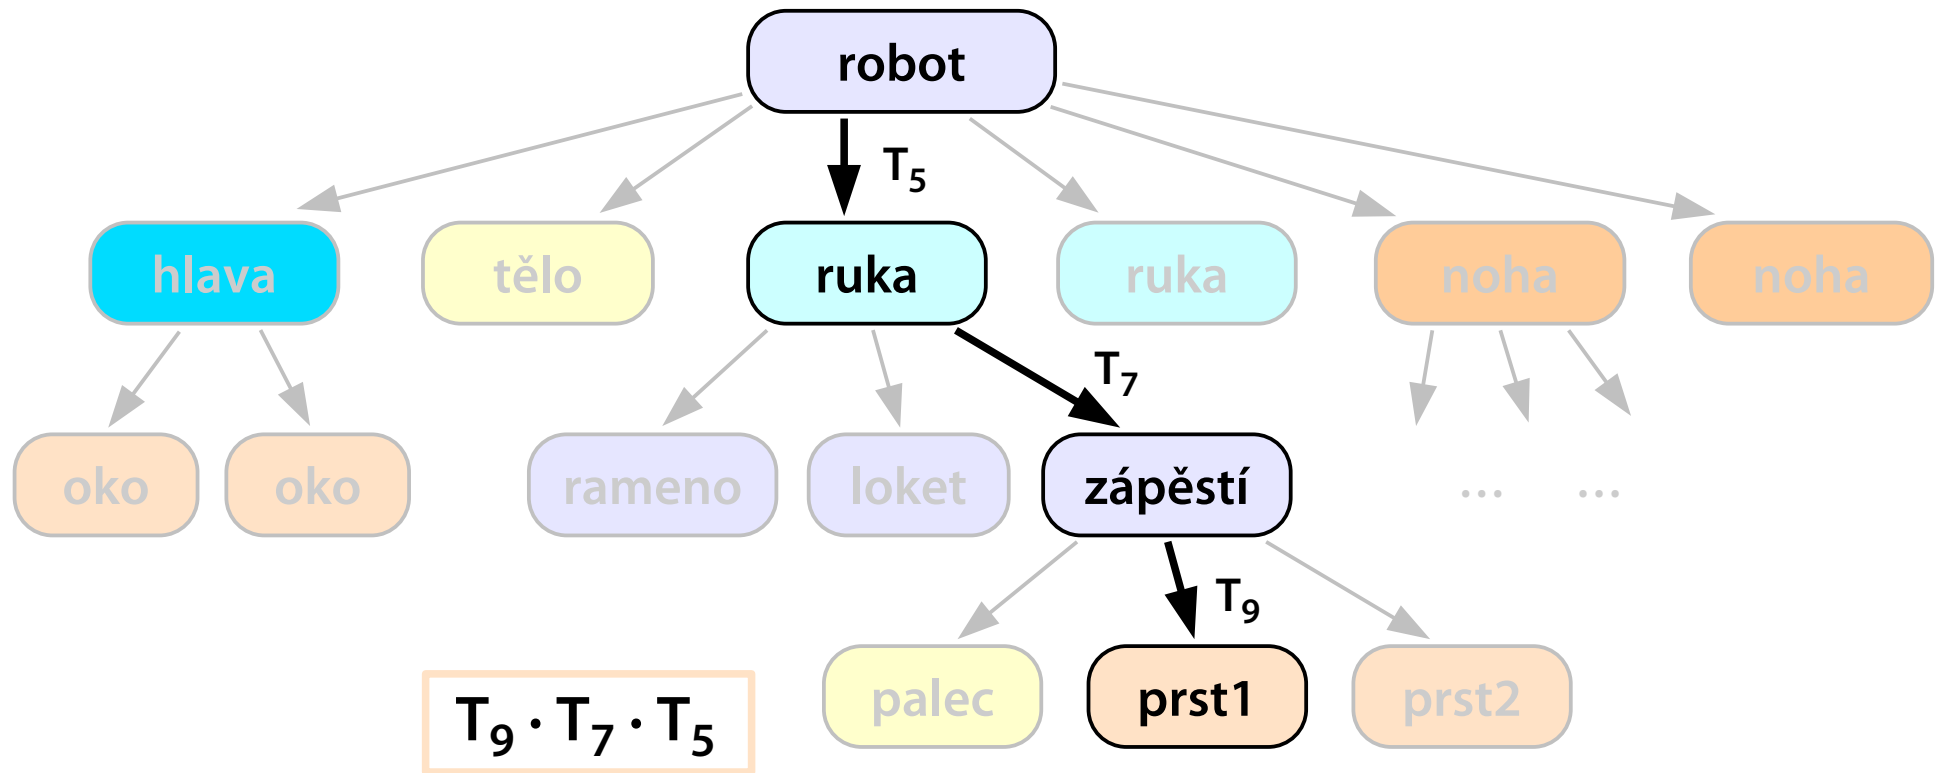 robot
T₅
hlava tělo ruka ruka noha noha
T₇
oko oko rameno loket zápěstí ... ...
T₉
palec prst1 prst2
T₉ · T₇ · T₅